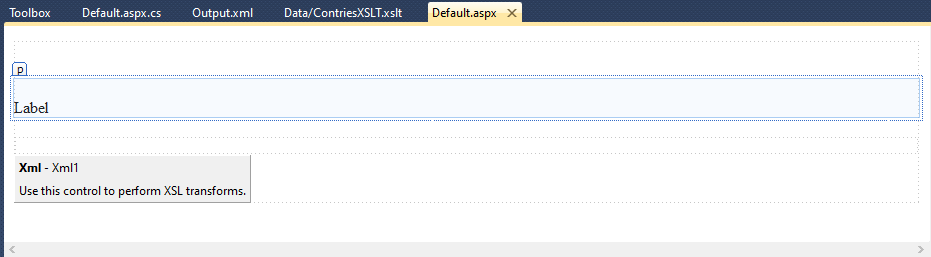 Toolbox Default.aspx.cs Output.xml Data/ContriesXSLT.xslt Default.aspx
p
Label
Xml - Xml1
Use this control to perform XSL transforms.